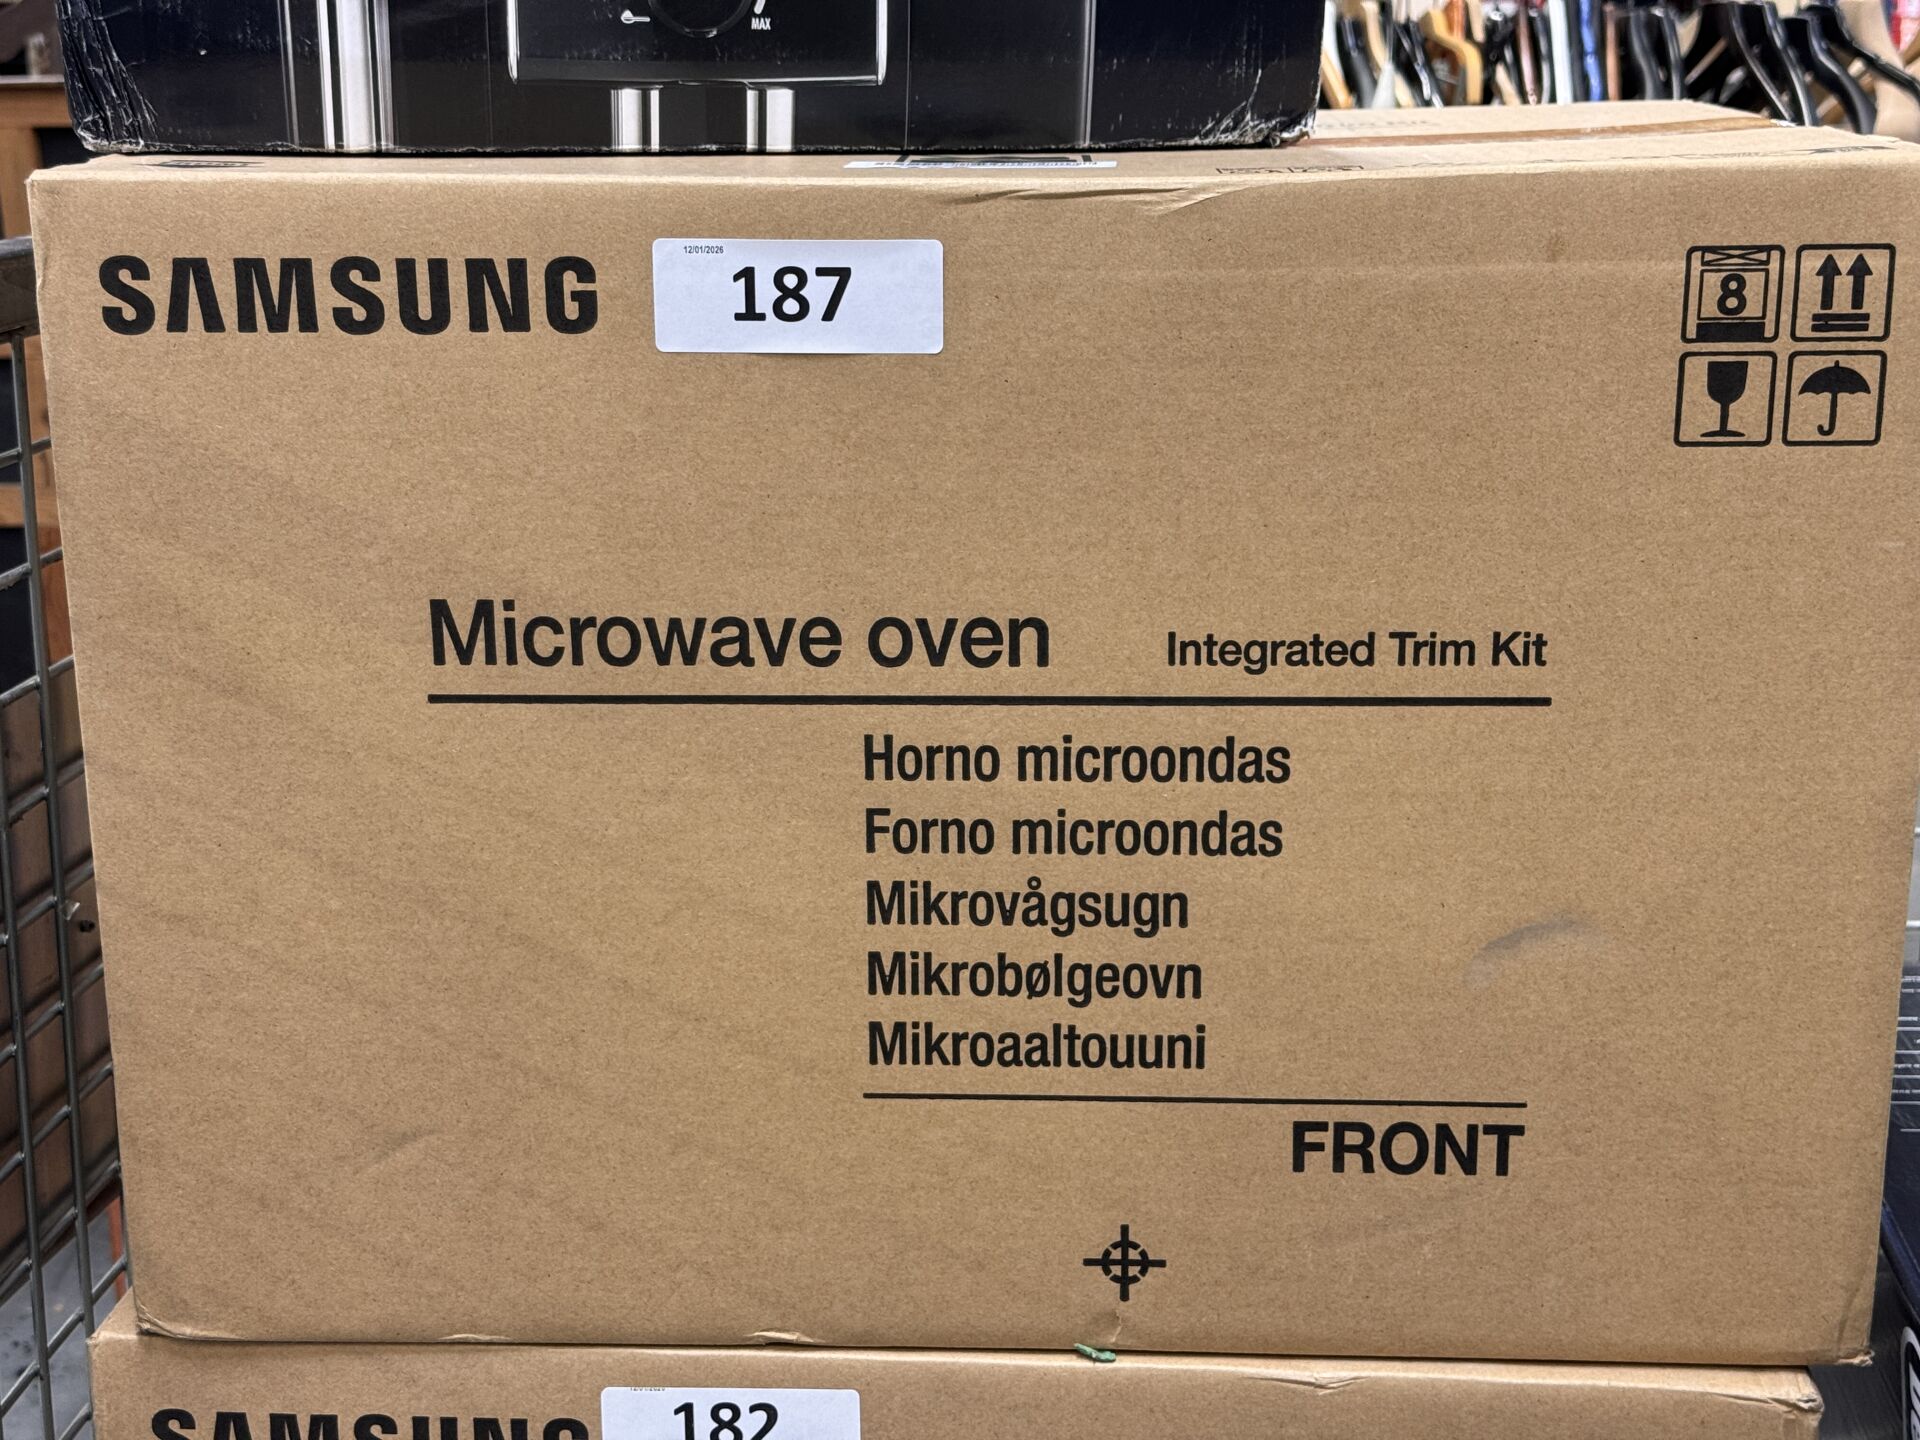 MAX
SAMSUNG
12/01/2026
187
8
Microwave oven Integrated Trim Kit
Horno microondas
Forno microondas
Mikrovågsugn
Mikrobølgeovn
Mikroaaltouuni
FRONT
SAMSUNG
182